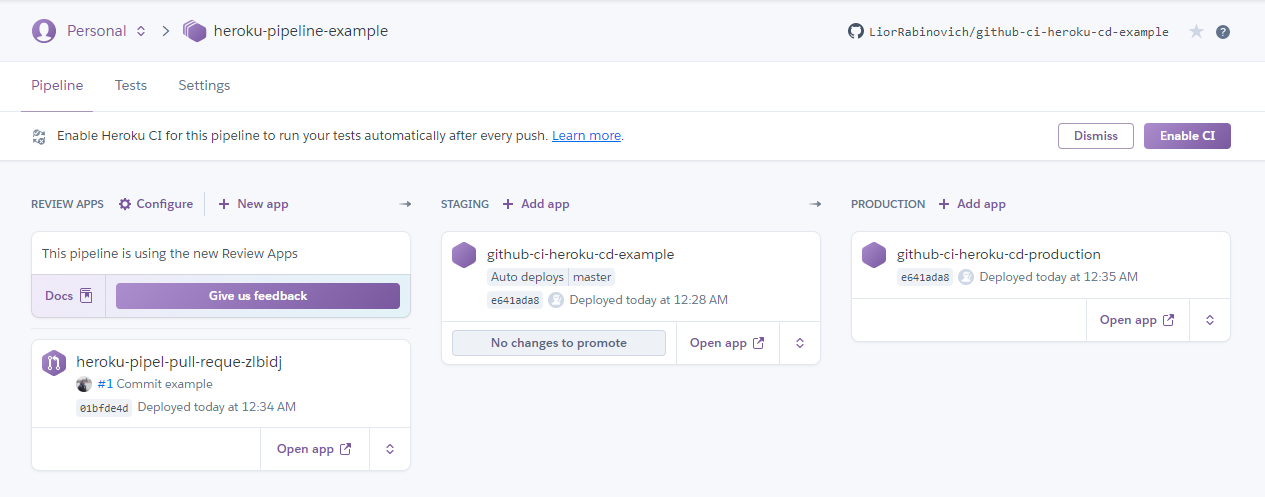 Personal heroku-pipeline-example LiorRabinovich/github-ci-heroku-cd-example ?
Pipeline Tests Settings
Enable Heroku CI for this pipeline to run your tests automatically after every push. Learn more. Dismiss Enable CI
REVIEW APPS Configure + New app →
This pipeline is using the new Review Apps
Docs Give us feedback
heroku-pipel-pull-reque-zlbidj
#1 Commit example
01bfde4d Deployed today at 12:34 AM
Open app
STAGING + Add app →
github-ci-heroku-cd-example
Auto deploys master
e641ada8 Deployed today at 12:28 AM
No changes to promote Open app
PRODUCTION + Add app
github-ci-heroku-cd-production
e641ada8 Deployed today at 12:35 AM
Open app